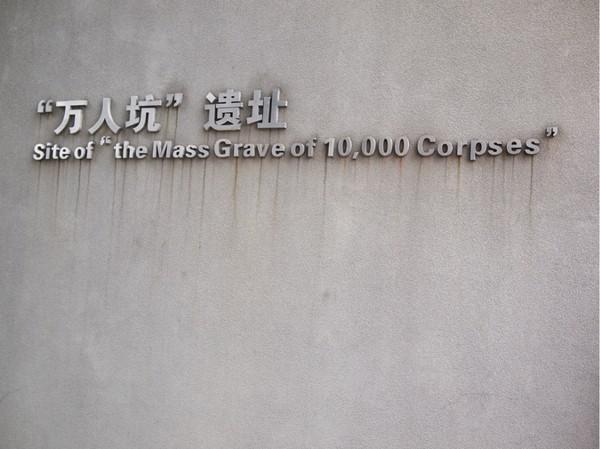 “万人坑” 遗址
Site of “the Mass Grave of 10,000 Corpses”